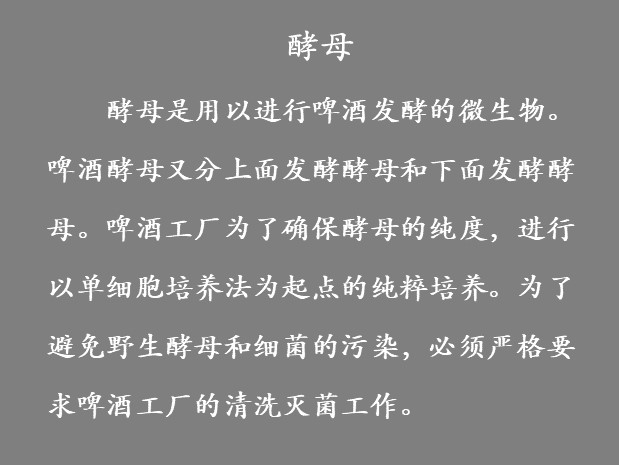 酵母
酵母是用以进行啤酒发酵的微生物。
啤酒酵母又分上面发酵酵母和下面发酵酵
母。啤酒工厂为了确保酵母的纯度，进行
以单细胞培养法为起点的纯粹培养。为了
避免野生酵母和细菌的污染，必须严格要
求啤酒工厂的清洗灭菌工作。